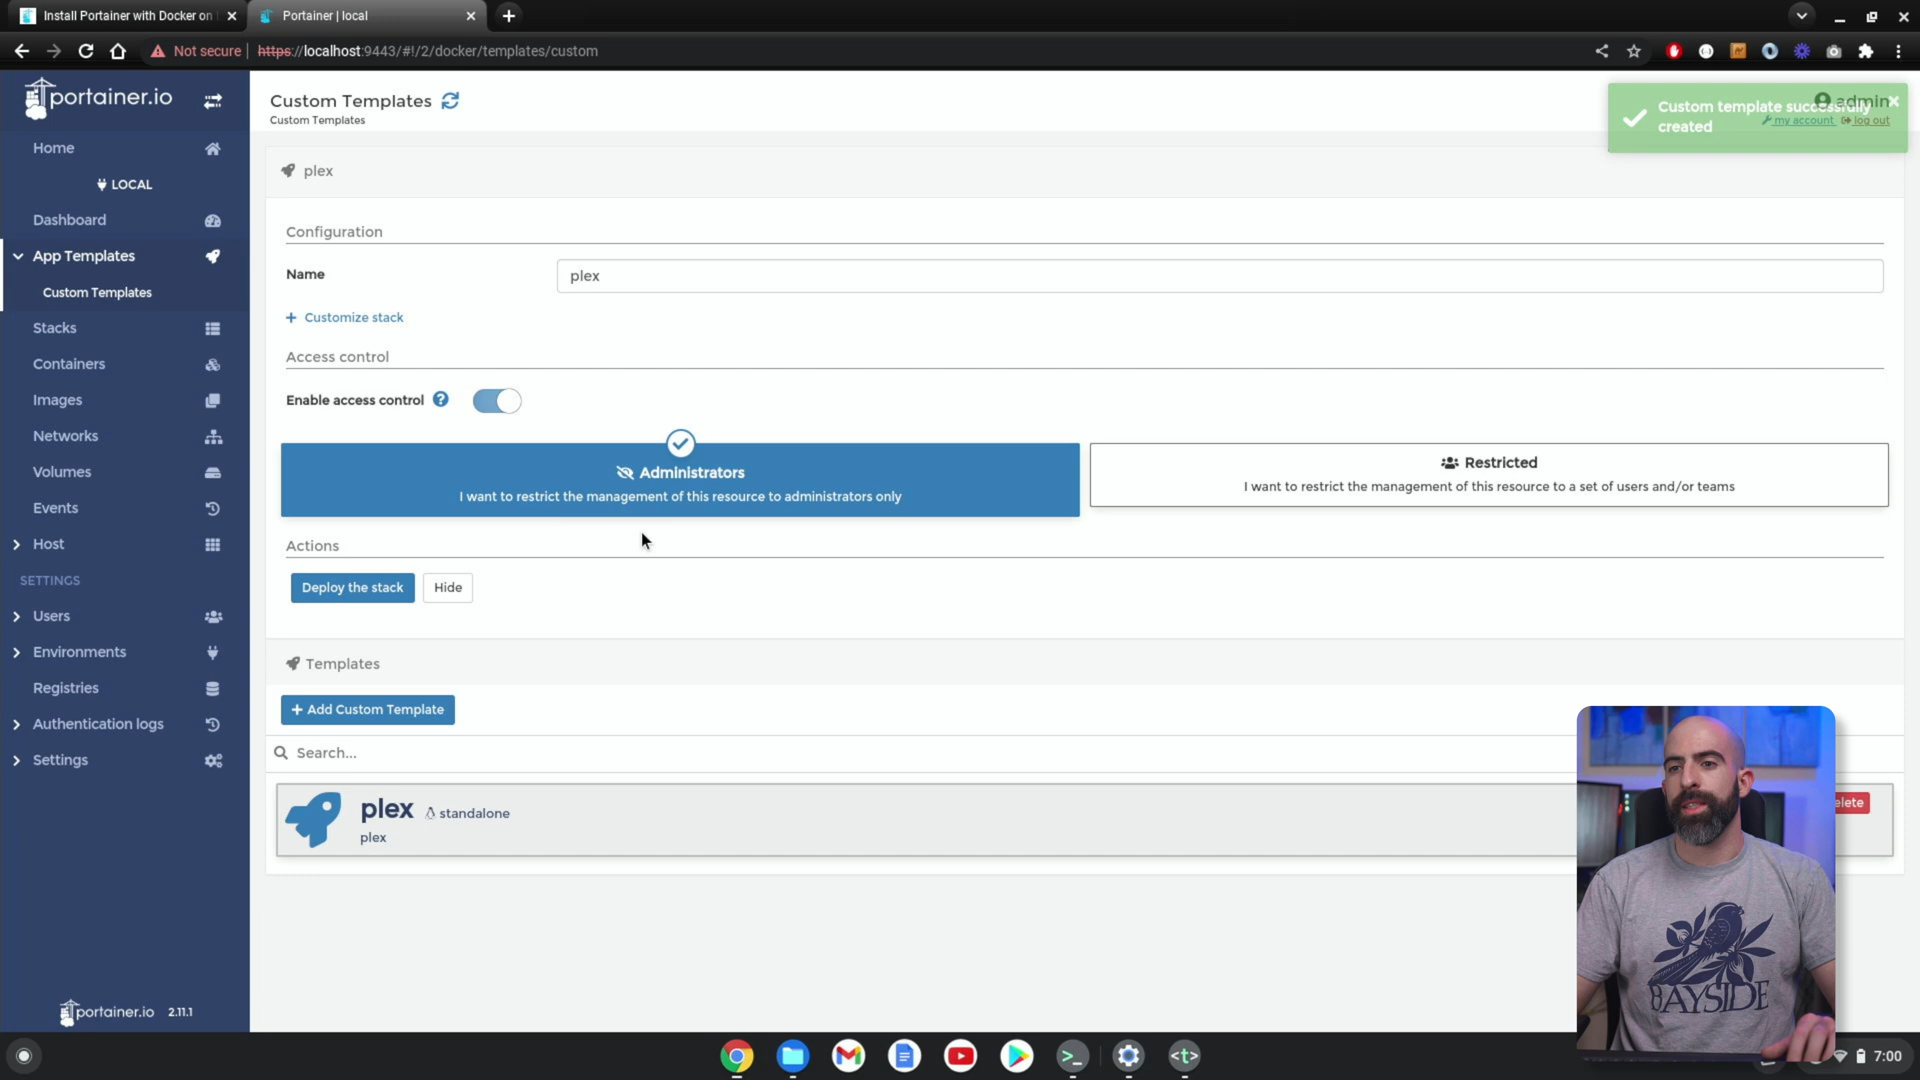 Install Portainer with Docker on
Portainer | local
Not secure
https://localhost:9443/#!/2/docker/templates/custom
portainer.io
Home
LOCAL
Dashboard
App Templates
Custom Templates
Stacks
Containers
Images
Networks
Volumes
Events
Host
SETTINGS
Users
Environments
Registries
Authentication logs
Settings
portainer.io 2.11.1
Custom Templates
Custom Templates
admin
my account log out
Custom template successfully
created
plex
Configuration
Name
plex
+ Customize stack
Access control
Enable access control
Administrators
I want to restrict the management of this resource to administrators only
Restricted
I want to restrict the management of this resource to a set of users and/or teams
Actions
Deploy the stack
Hide
Templates
+ Add Custom Template
Search...
plex standalone
plex
elete
BAYSIDE
7:00